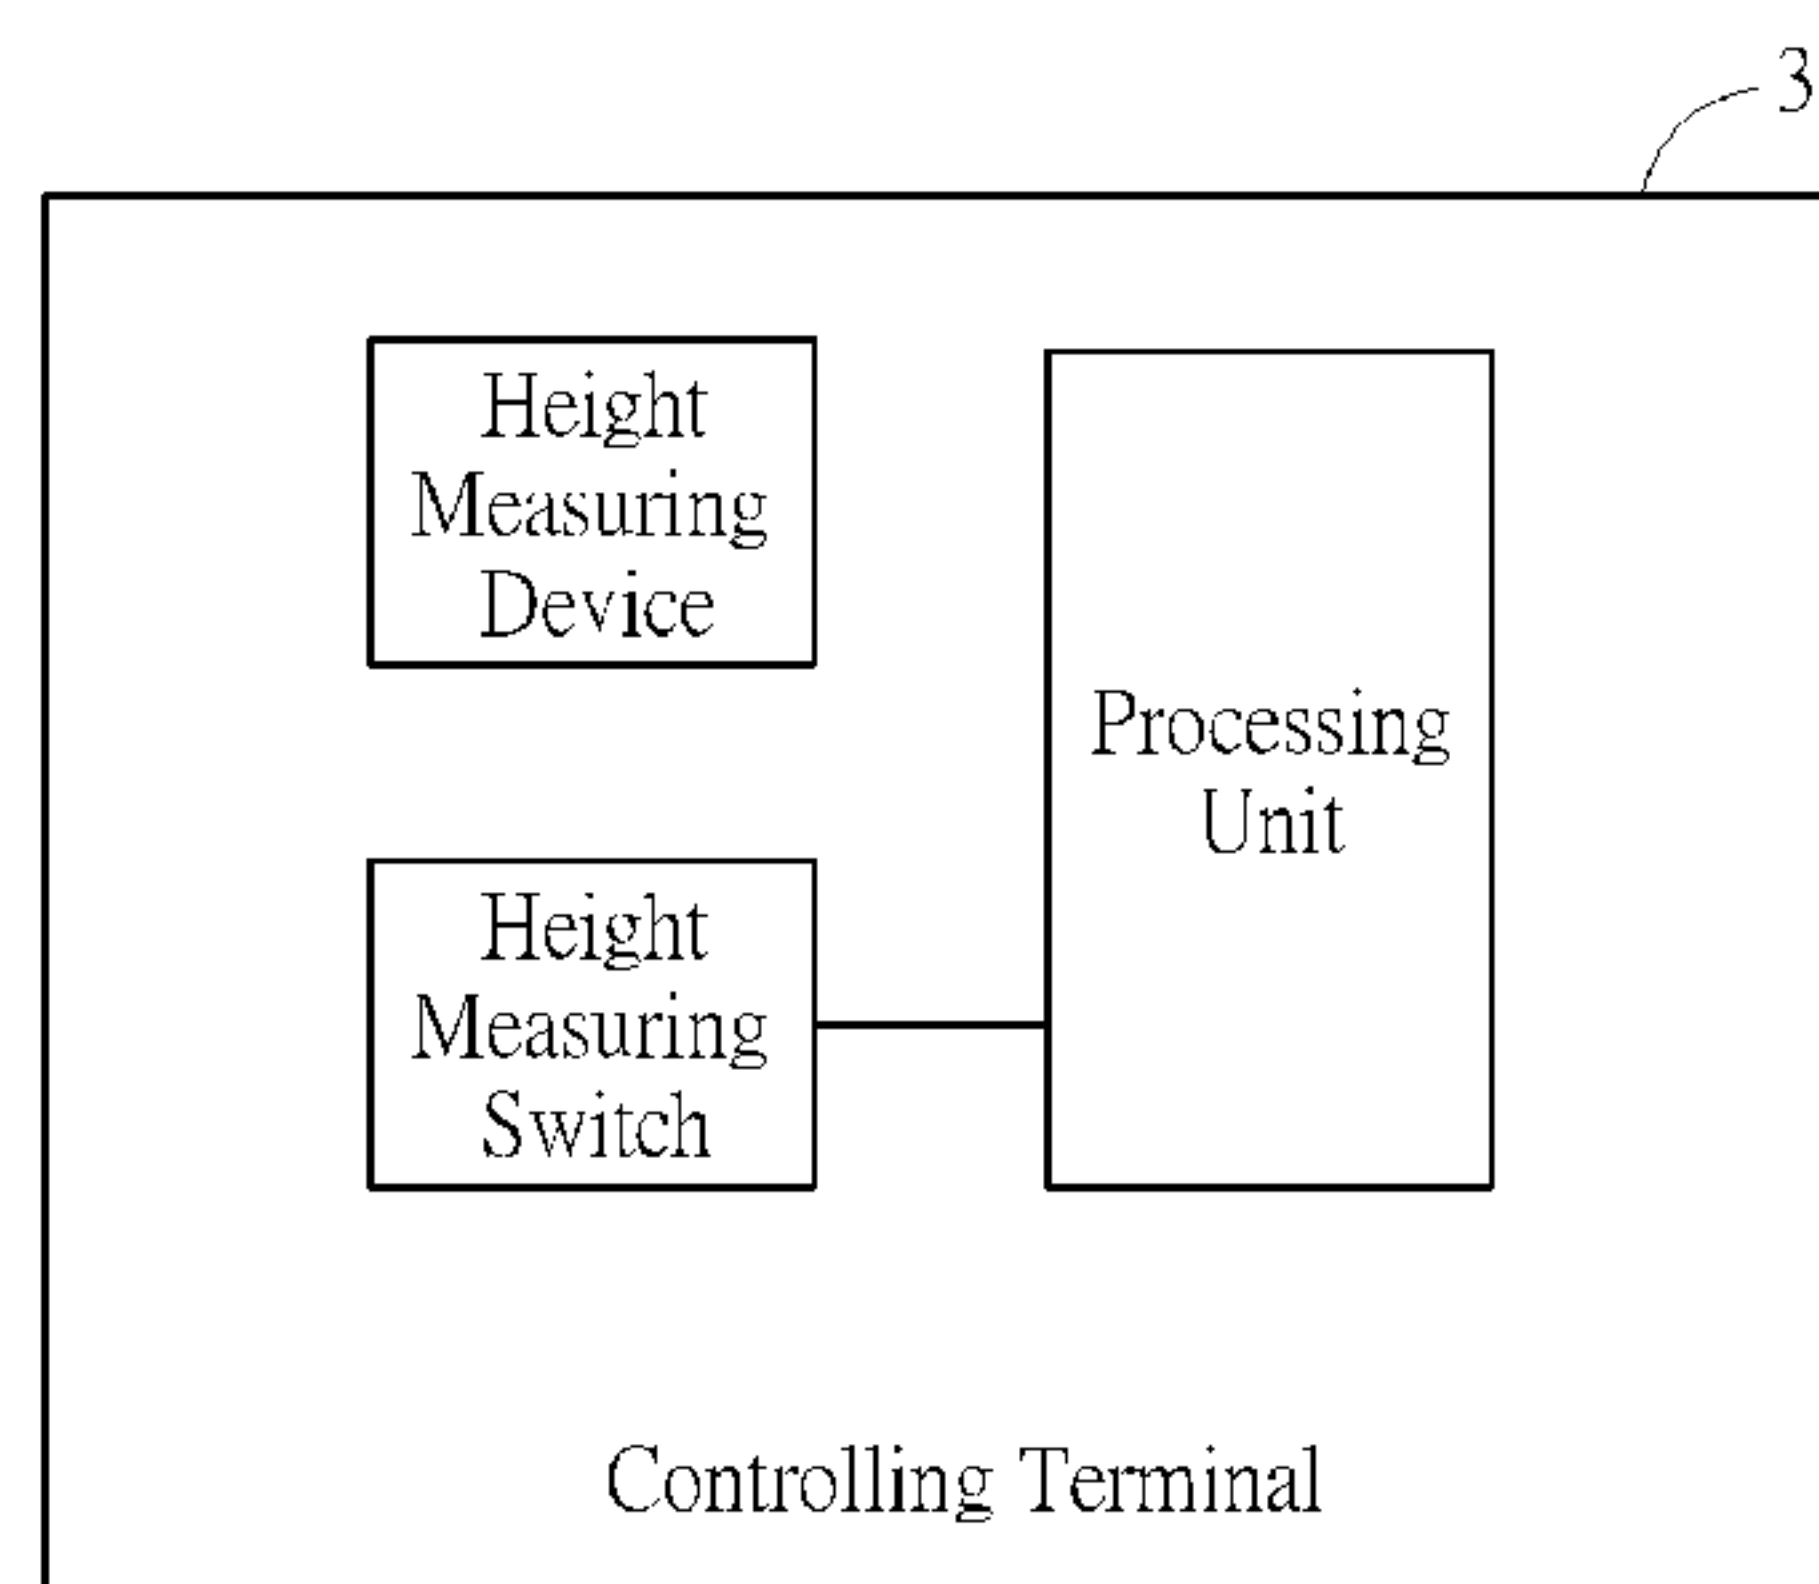 3
Height
Measuring
Device
Processing
Unit
Height
Measuring
Switch
Controlling Terminal